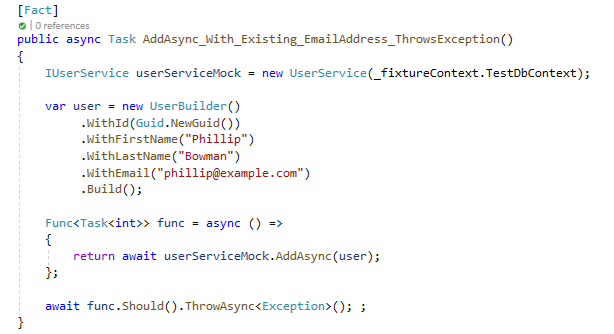 [Fact]
| 0 references
public async Task AddAsync_With_Existing_EmailAddress_ThrowsException()
{
    IUserService userServiceMock = new UserService(_fixtureContext.TestDbContext);

    var user = new UserBuilder()
         .WithId(Guid.NewGuid())
         .WithFirstName("Phillip")
         .WithLastName("Bowman")
         .WithEmail("phillip@example.com")
         .Build();

    Func<Task<int>> func = async () =>
    {
        return await userServiceMock.AddAsync(user);
    };

    await func.Should().ThrowAsync<Exception>(); ;
}